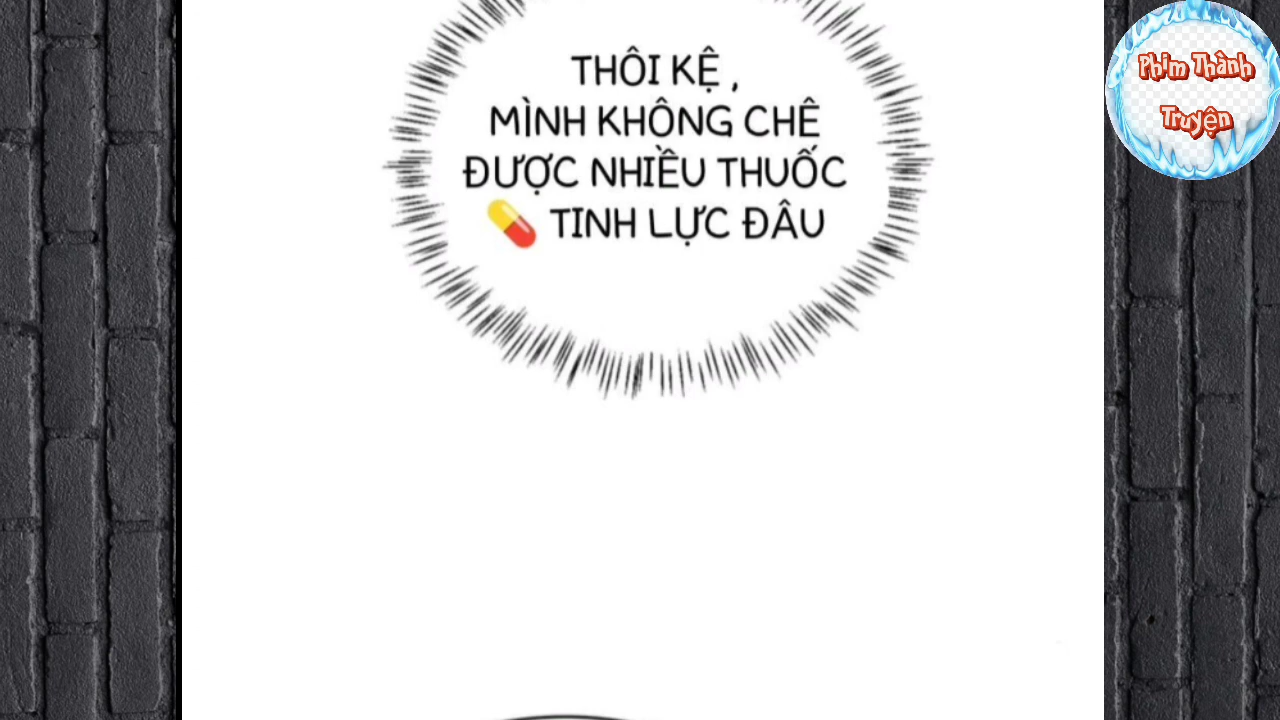 THÔI KỆ ,
MÌNH KHÔNG CHÊ
ĐƯỢC NHIỀU THUỐC
💊 TINH LỰC ĐÂU
Phim Thành
Truyện